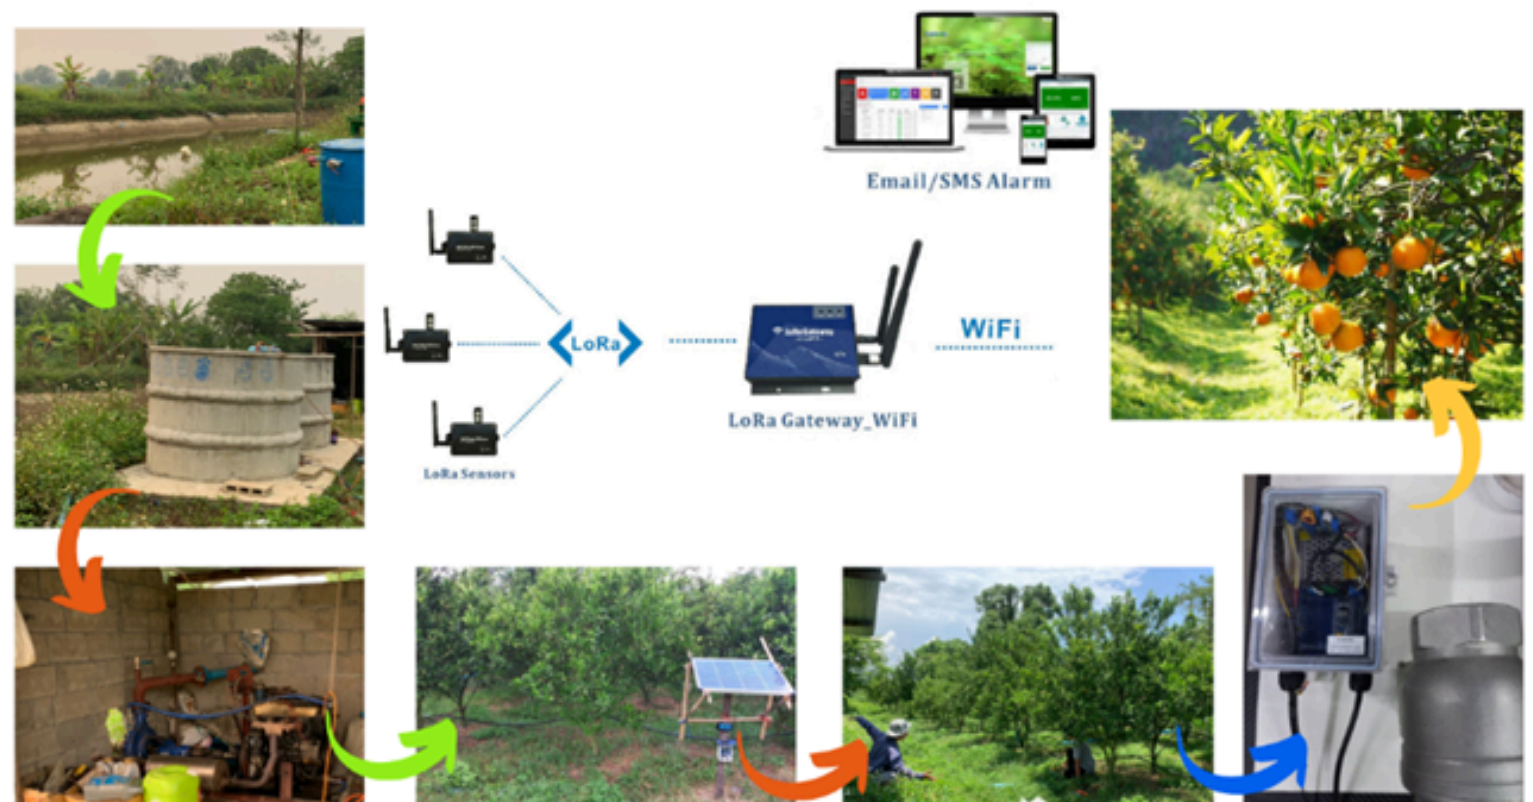 Email/SMS Alarm
LoRa
WiFi
LoRa Gateway_WiFi
LoRa Sensors